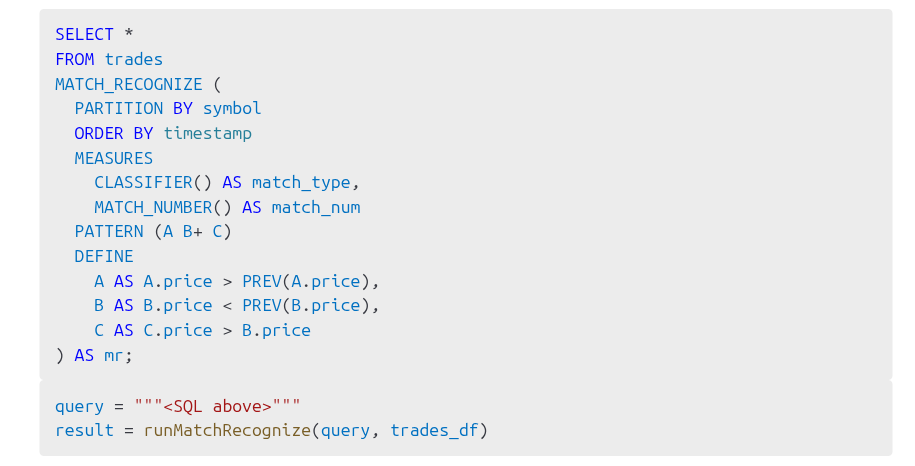 SELECT *
FROM trades
MATCH_RECOGNIZE (
  PARTITION BY symbol
  ORDER BY timestamp
  MEASURES
    CLASSIFIER() AS match_type,
    MATCH_NUMBER() AS match_num
  PATTERN (A B+ C)
  DEFINE
    A AS A.price > PREV(A.price),
    B AS B.price < PREV(B.price),
    C AS C.price > B.price
) AS mr;
query = """<SQL above>"""
result = runMatchRecognize(query, trades_df)